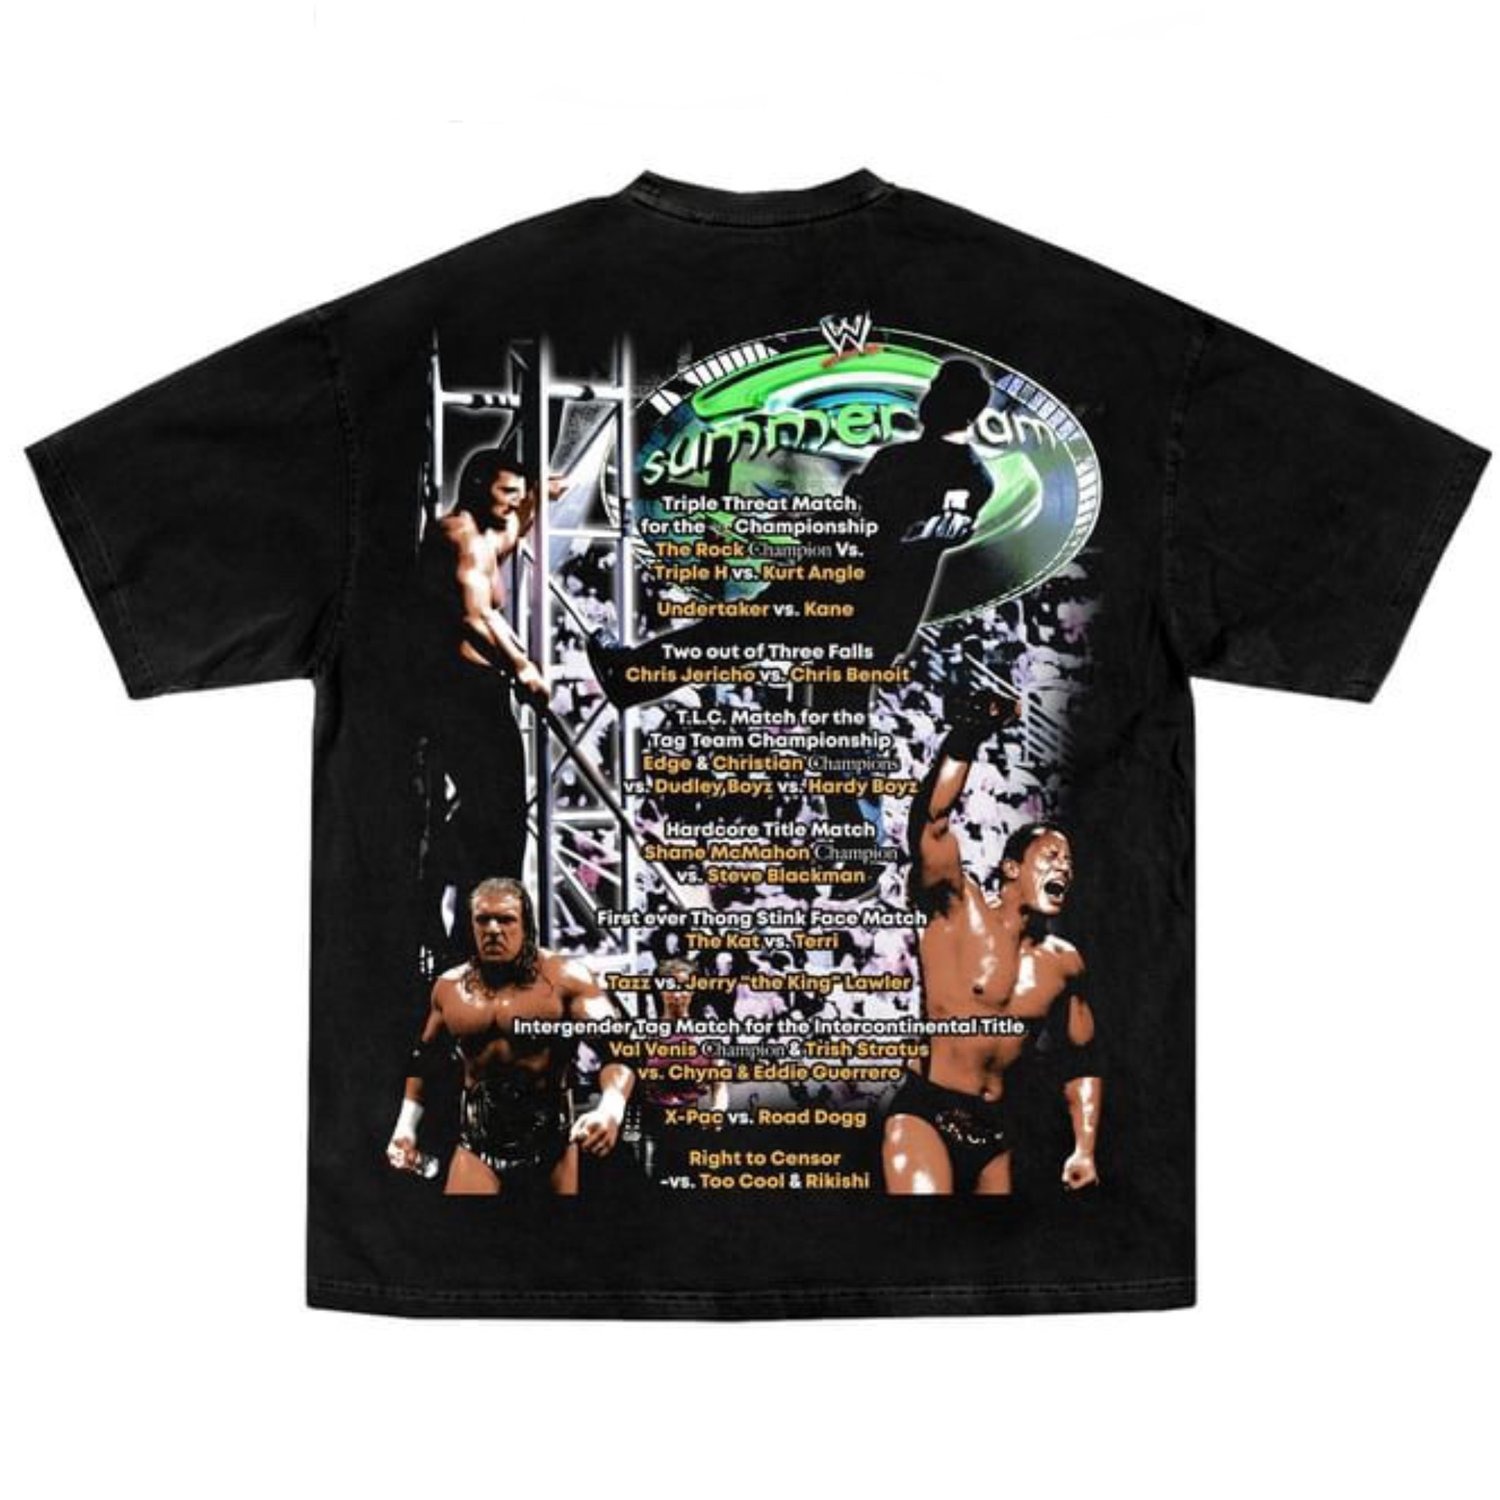 W
summer am
Triple Threat Match
for the Championship
The Rock Champion Vs.
Triple H vs. Kurt Angle
Undertaker vs. Kane
Two out of Three Falls
Chris Jericho vs. Chris Benoit
T.L.C. Match for the
Tag Team Championship
Edge & Christian Champions
vs. Dudley Boyz vs. Hardy Boyz
Hardcore Title Match
Shane McMahon Champion
vs. Steve Blackman
First ever Thong Stink Face Match
The Kat vs. Terri
Tazz vs. Jerry "the King" Lawler
Intergender Tag Match for the Intercontinental Title
Val Venis Champion & Trish Stratus
vs. Chyna & Eddie Guerrero
X-Pac vs. Road Dogg
Right to Censor
-vs. Too Cool & Rikishi